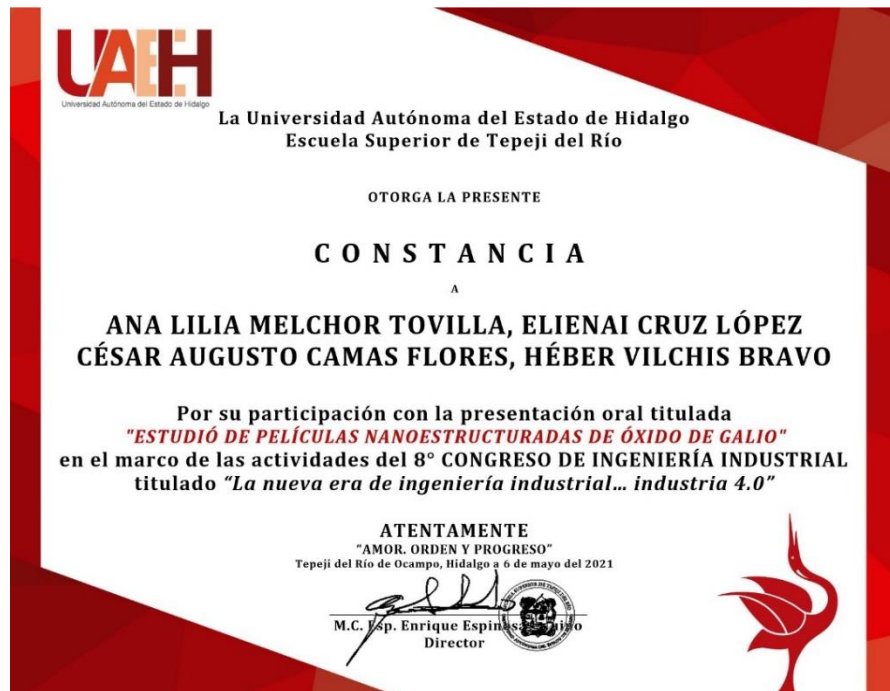 UAEH
Universidad Autónoma del Estado de Hidalgo
La Universidad Autónoma del Estado de Hidalgo
Escuela Superior de Tepeji del Río
OTORGA LA PRESENTE
CONSTANCIA
A
ANA LILIA MELCHOR TOVILLA, ELIENAI CRUZ LÓPEZ
CÉSAR AUGUSTO CAMAS FLORES, HÉBER VILCHIS BRAVO
Por su participación con la presentación oral titulada
"ESTUDIÓ DE PELÍCULAS NANOESTRUCTURADAS DE ÓXIDO DE GALIO"
en el marco de las actividades del 8° CONGRESO DE INGENIERÍA INDUSTRIAL
titulado “La nueva era de ingeniería industrial... industria 4.0”
ATENTAMENTE
"AMOR. ORDEN Y PROGRESO"
Tepeji del Río de Ocampo, Hidalgo a 6 de mayo del 2021
M.C. Esp. Enrique
Director